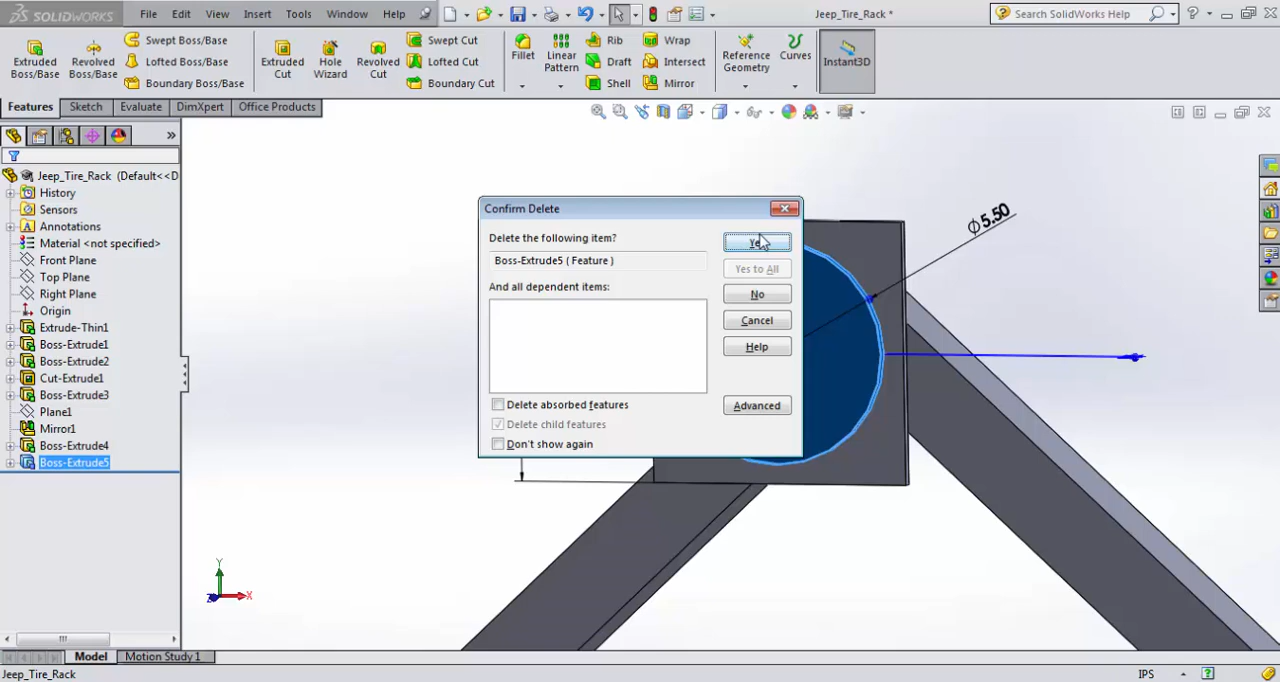 SOLIDWORKS File Edit View Insert Tools Window Help Jeep_Tire_Rack * Search SolidWorks Help
Extruded Boss/Base
Revolved Boss/Base
Swept Boss/Base
Lofted Boss/Base
Boundary Boss/Base
Extruded Cut
Hole Wizard
Revolved Cut
Swept Cut
Lofted Cut
Boundary Cut
Fillet
Linear Pattern
Rib
Draft
Shell
Wrap
Intersect
Mirror
Reference Geometry
Curves
Instant3D
Features Sketch Evaluate DimXpert Office Products
Jeep_Tire_Rack (Default<<D
History
Sensors
Annotations
Material <not specified>
Front Plane
Top Plane
Right Plane
Origin
Extrude-Thin1
Boss-Extrude1
Boss-Extrude2
Cut-Extrude1
Boss-Extrude3
Plane1
Mirror1
Boss-Extrude4
Boss-Extrude5
Confirm Delete
Delete the following item?
Boss-Extrude5 ( Feature )
And all dependent items:
Delete absorbed features
Delete child features
Don't show again
Yes to All
No
Cancel
Help
Advanced
Ø5.50
Y
X
Z
Model Motion Study 1
Jeep_Tire_Rack IPS